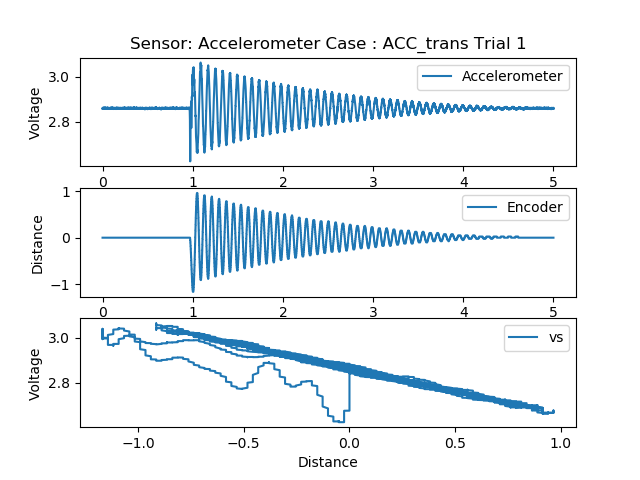 Sensor: Accelerometer Case : ACC_trans Trial 1
3.0
2.8
Voltage
Accelerometer
0 1 2 3 4 5
1
0
−1
Distance
Encoder
0 1 2 3 4 5
3.0
2.8
Voltage
vs
−1.0 −0.5 0.0 0.5 1.0
Distance